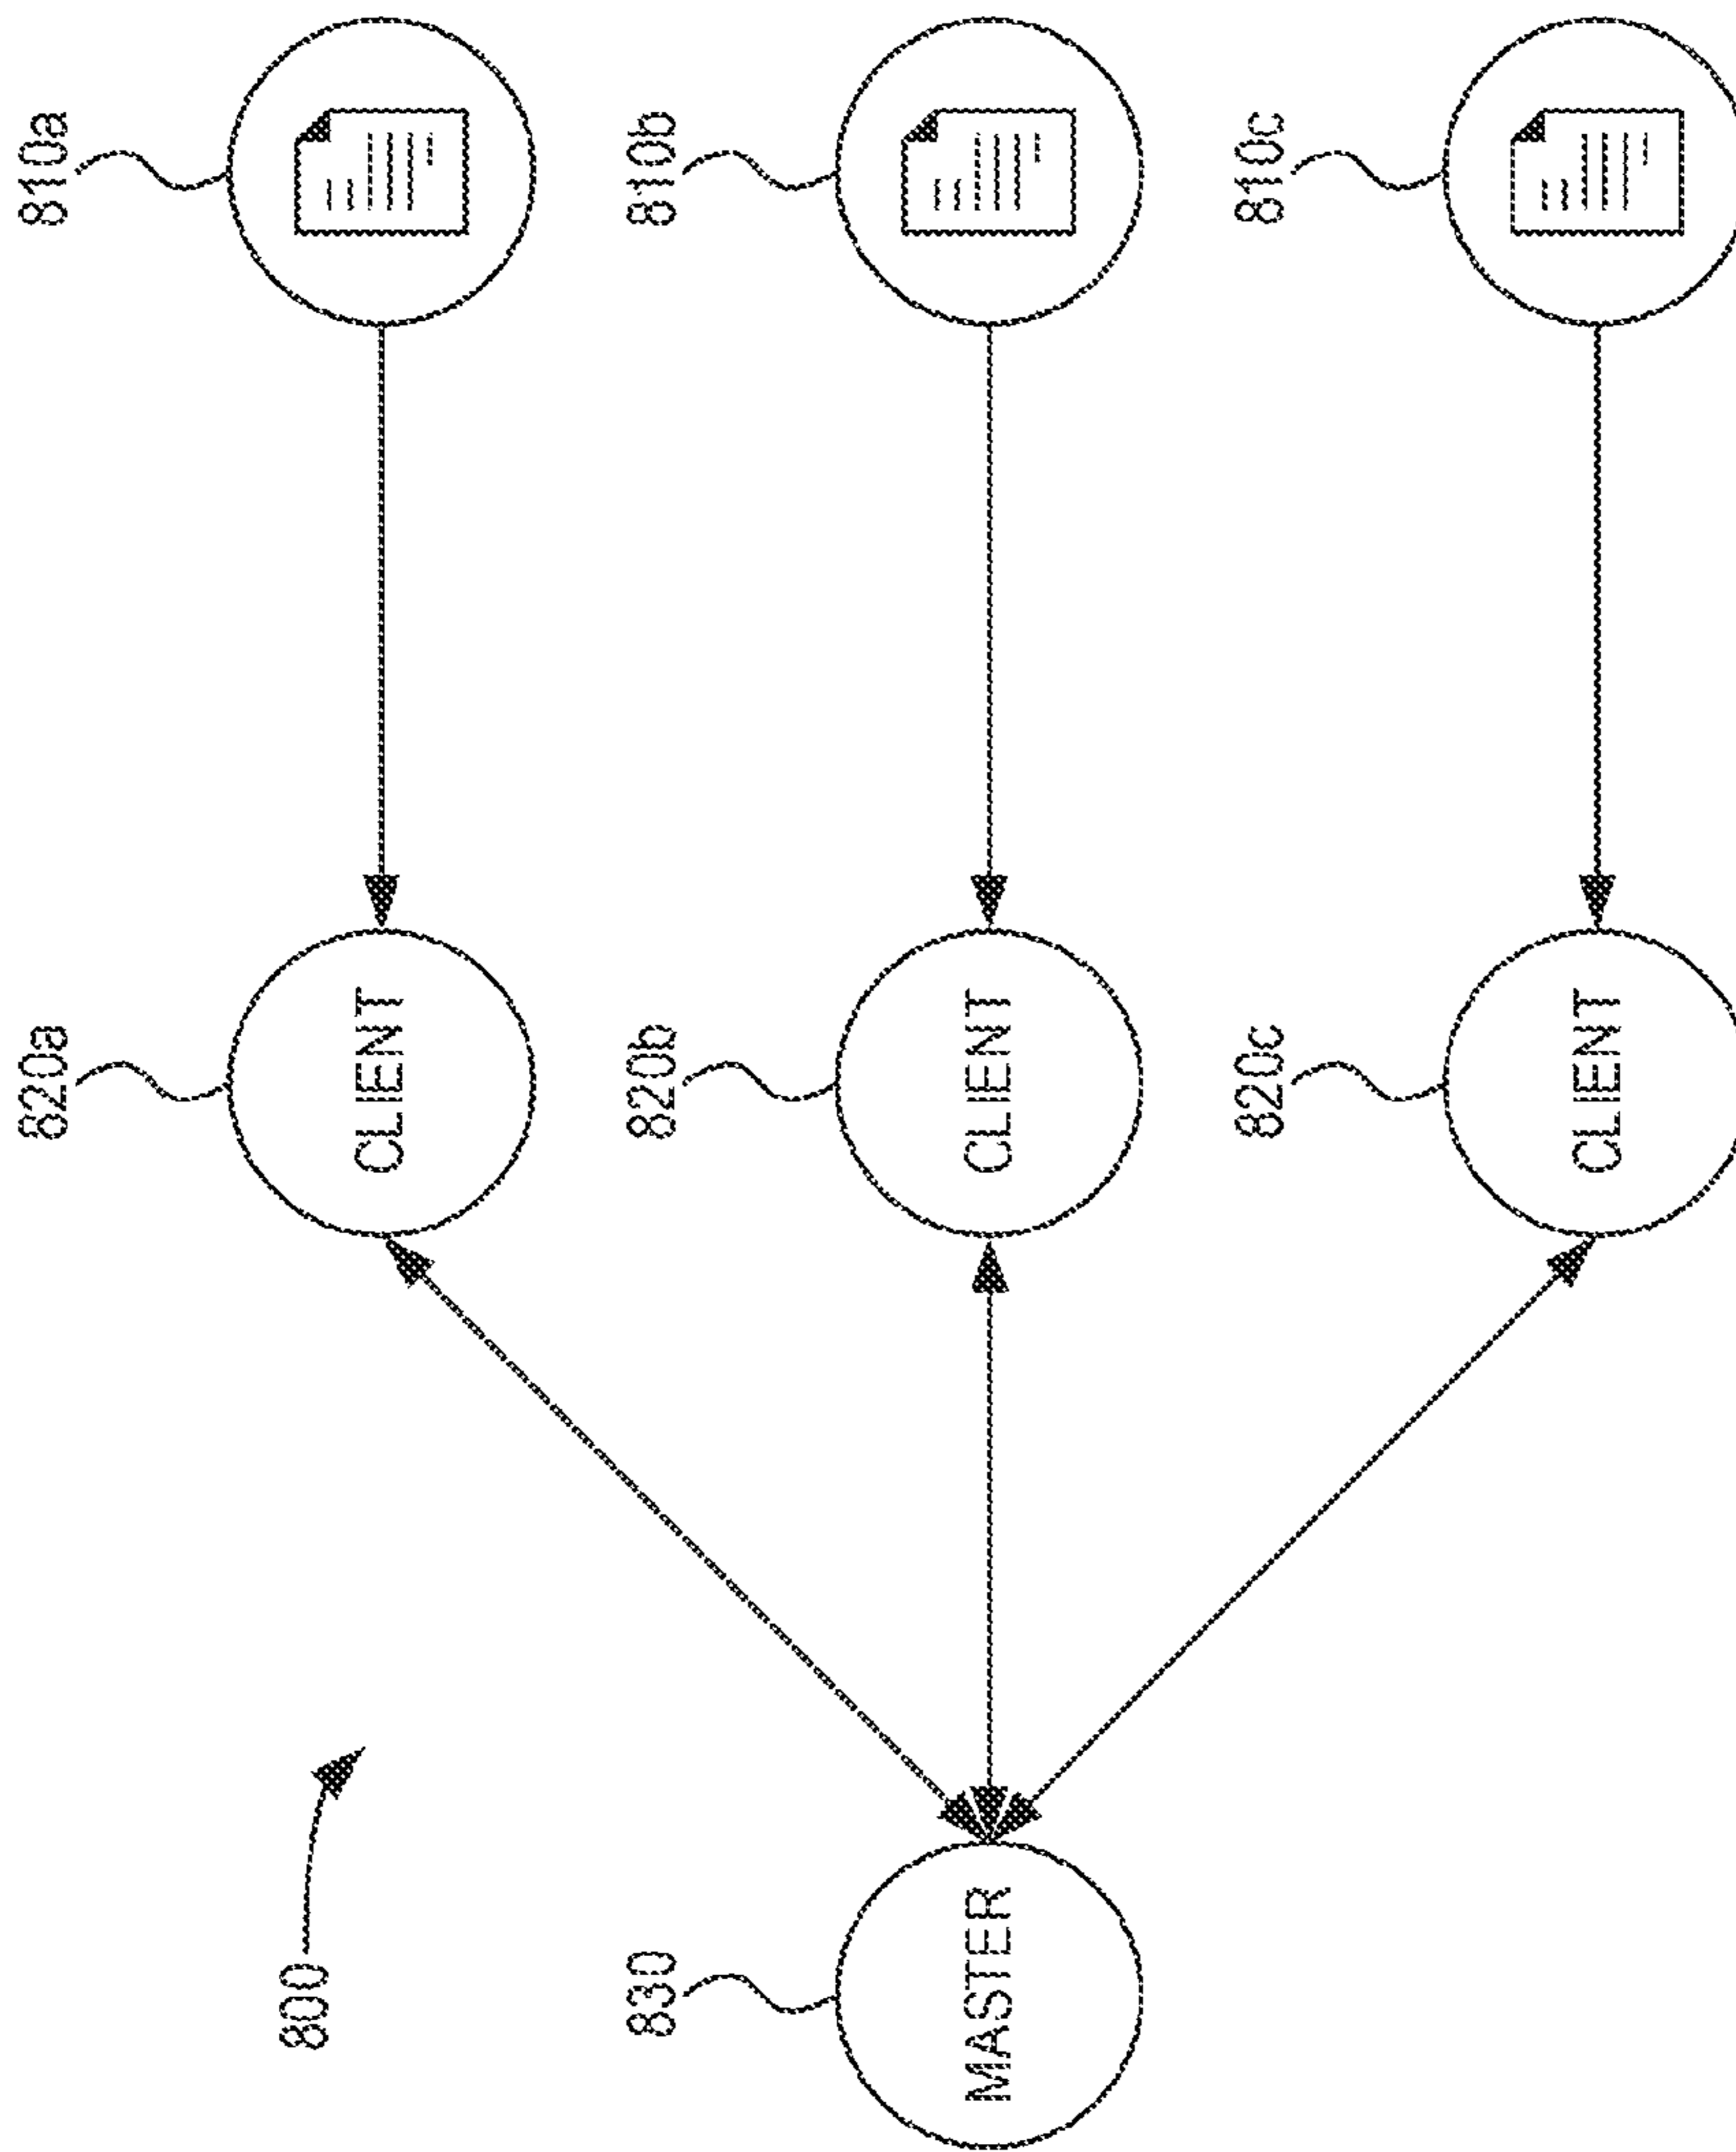 800
830
MASTER
820a
CLIENT
810a
820b
CLIENT
810b
820c
CLIENT
810c